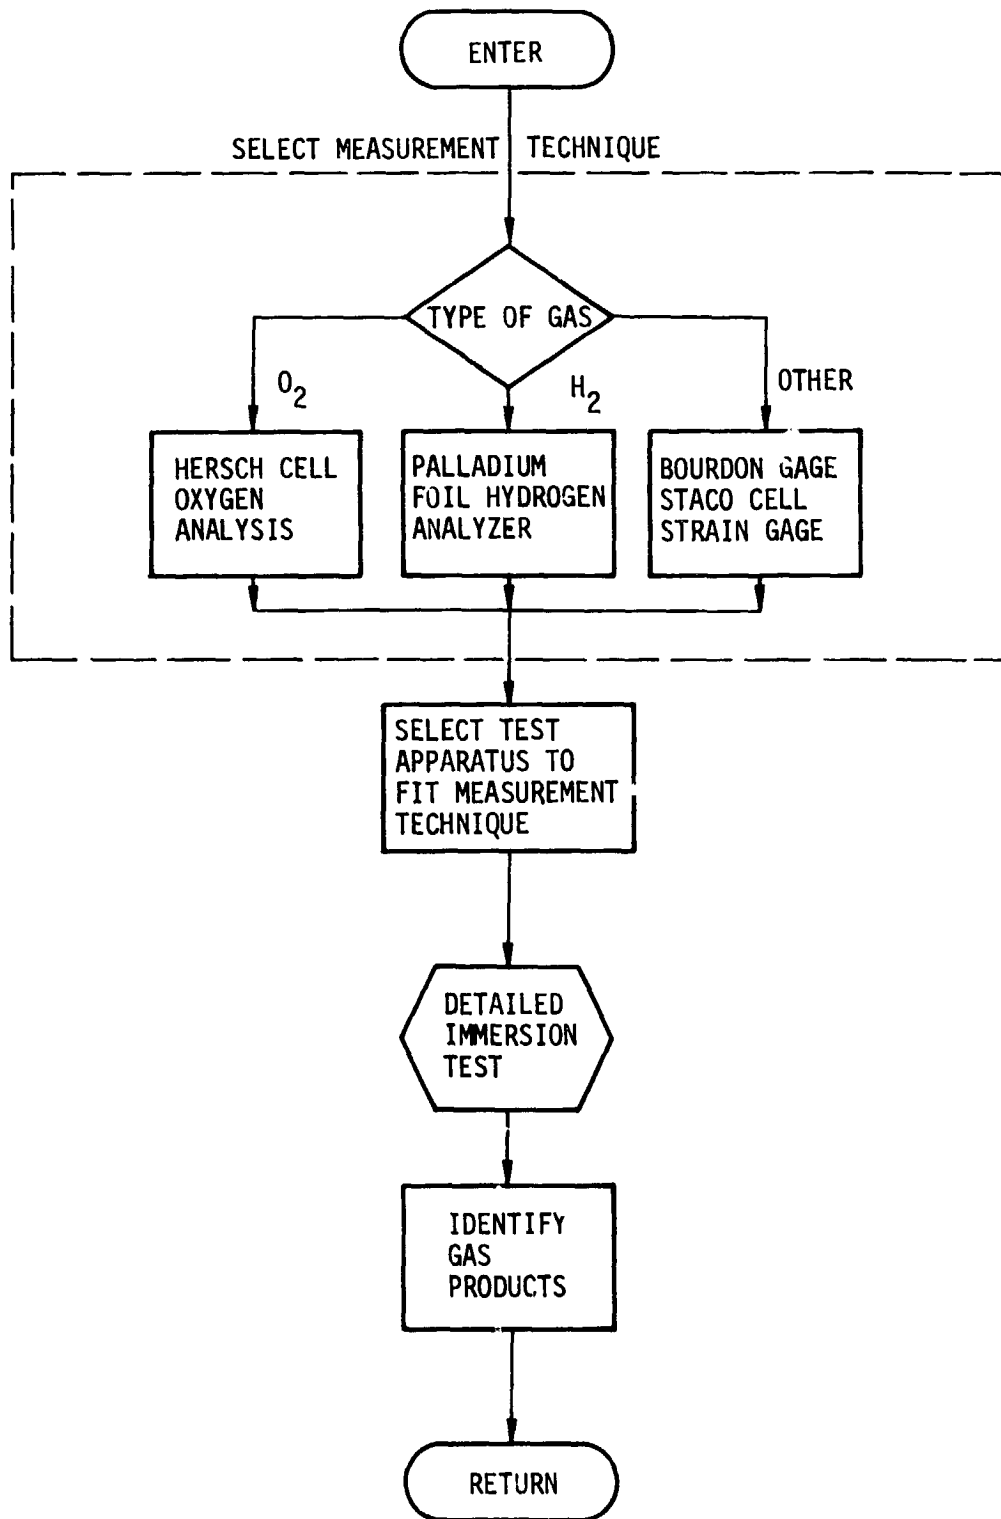 ENTER
SELECT MEASUREMENT TECHNIQUE
TYPE OF GAS
O2
H2
OTHER
HERSCH CELL
OXYGEN
ANALYSIS
PALLADIUM
FOIL HYDROGEN
ANALYZER
BOURDON GAGE
STACO CELL
STRAIN GAGE
SELECT TEST
APPARATUS TO
FIT MEASUREMENT
TECHNIQUE
DETAILED
IMMERSION
TEST
IDENTIFY
GAS
PRODUCTS
RETURN